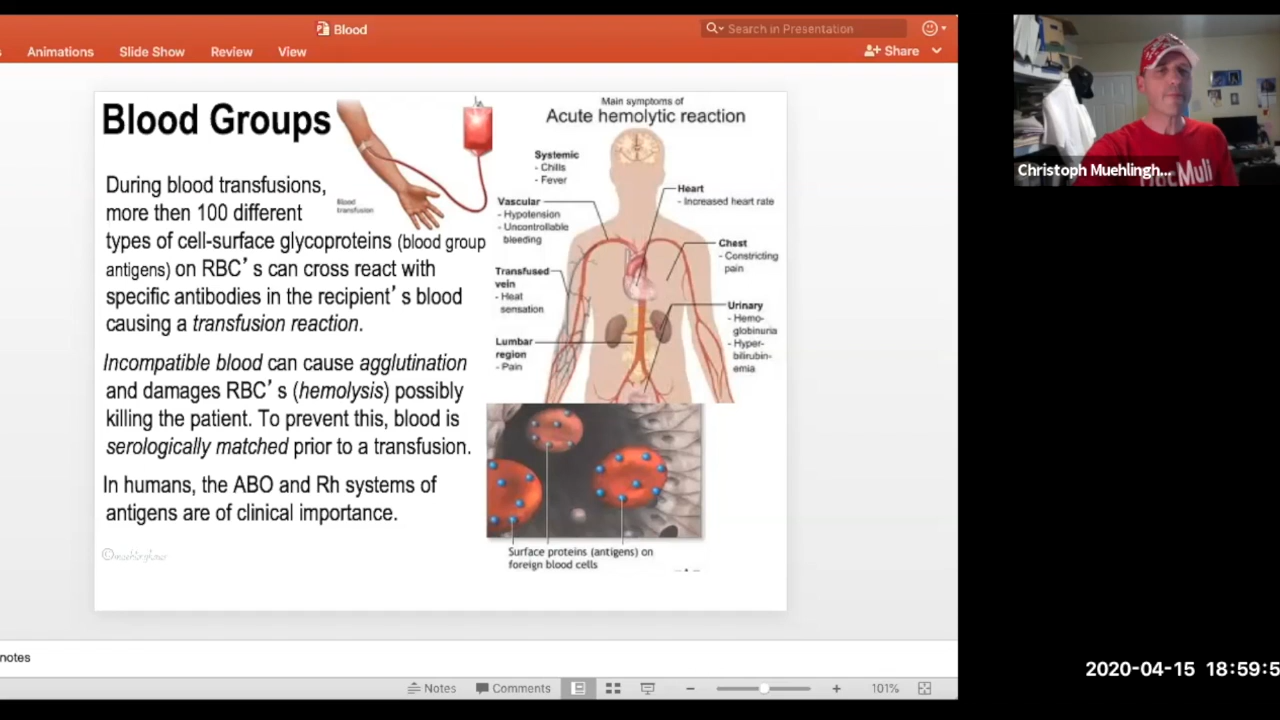 Blood
Search in Presentation
Animations
Slide Show
Review
View
Share
Blood Groups
During blood transfusions,
more then 100 different
types of cell-surface glycoproteins (blood group
antigens) on RBC's can cross react with
specific antibodies in the recipient's blood
causing a transfusion reaction.
Incompatible blood can cause agglutination
and damages RBC's (hemolysis) possibly
killing the patient. To prevent this, blood is
serologically matched prior to a transfusion.
In humans, the ABO and Rh systems of
antigens are of clinical importance.
Blood
transfusion
Main symptoms of
Acute hemolytic reaction
Systemic
- Chills
- Fever
Vascular
- Hypotension
- Uncontrollable
bleeding
Transfused
vein
- Heat
sensation
Lumbar
region
- Pain
Heart
- Increased heart rate
Chest
- Constricting
pain
Urinary
- Hemo-
globinuria
- Hyper-
bilirubin-
emia
Surface proteins (antigens) on
foreign blood cells
notes
Notes
Comments
101%
Christoph Muehlingh...
Muli
2020-04-15 18:59:5